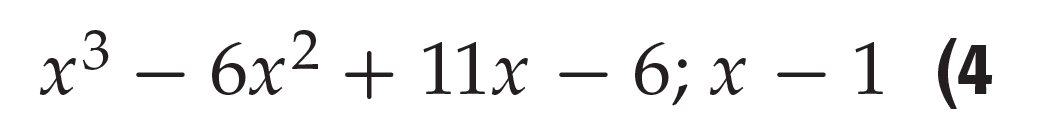 x³ − 6x² + 11x − 6; x − 1 (4